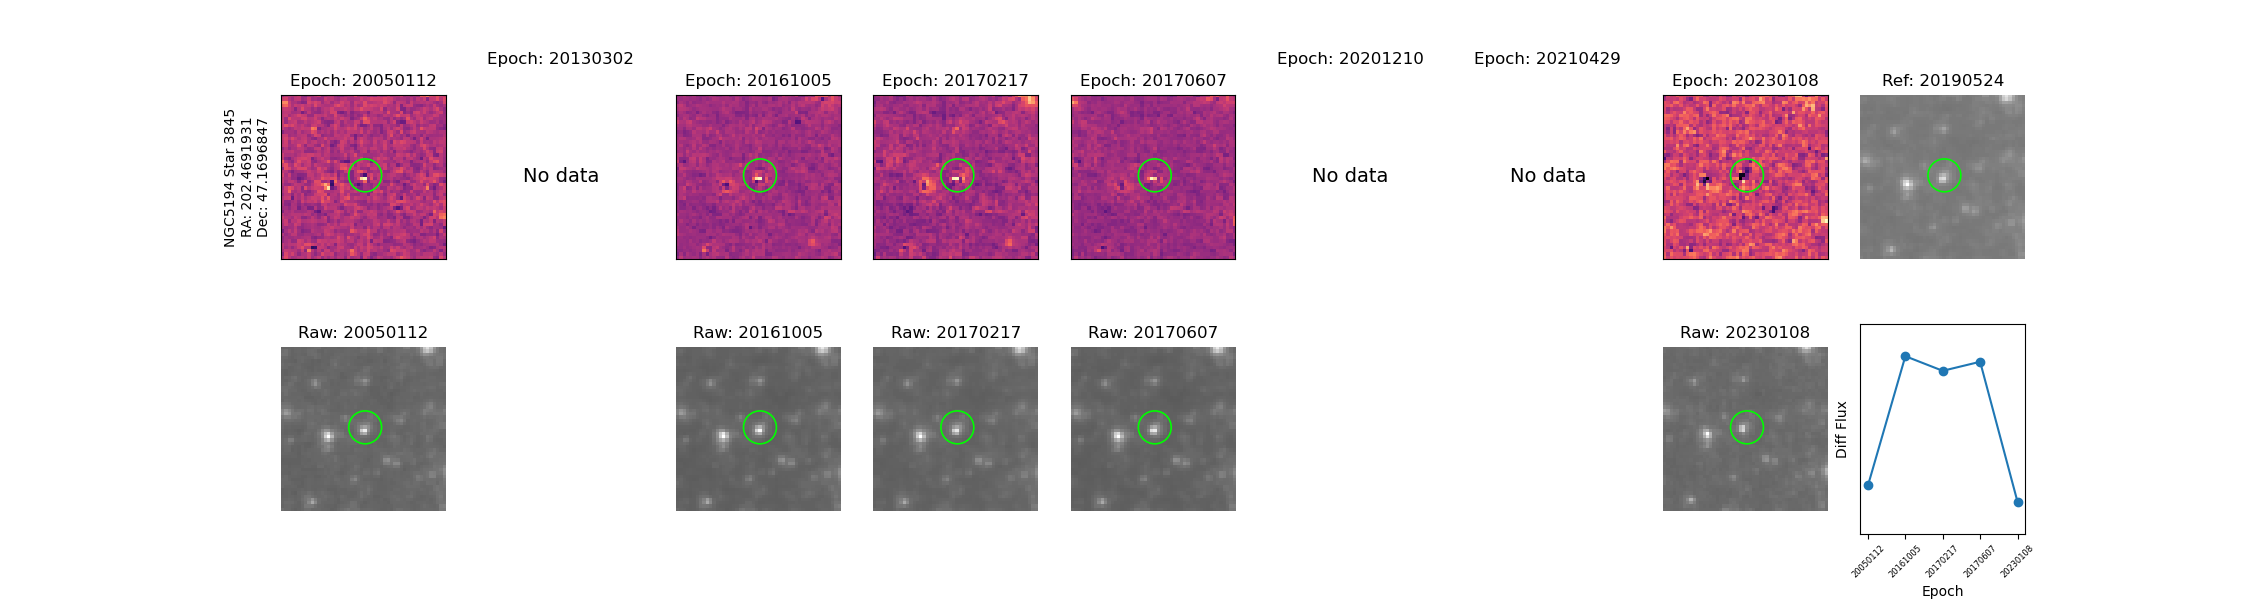 Epoch: 20050112
Epoch: 20130302
Epoch: 20161005
Epoch: 20170217
Epoch: 20170607
Epoch: 20201210
Epoch: 20210429
Epoch: 20230108
Ref: 20190524
NGC5194 Star 3845
RA: 202.4691931
Dec: 47.1696847
No data
No data
No data
Raw: 20050112
Raw: 20161005
Raw: 20170217
Raw: 20170607
Raw: 20230108
Diff Flux
20050112
20161005
20170217
20170607
20230108
Epoch